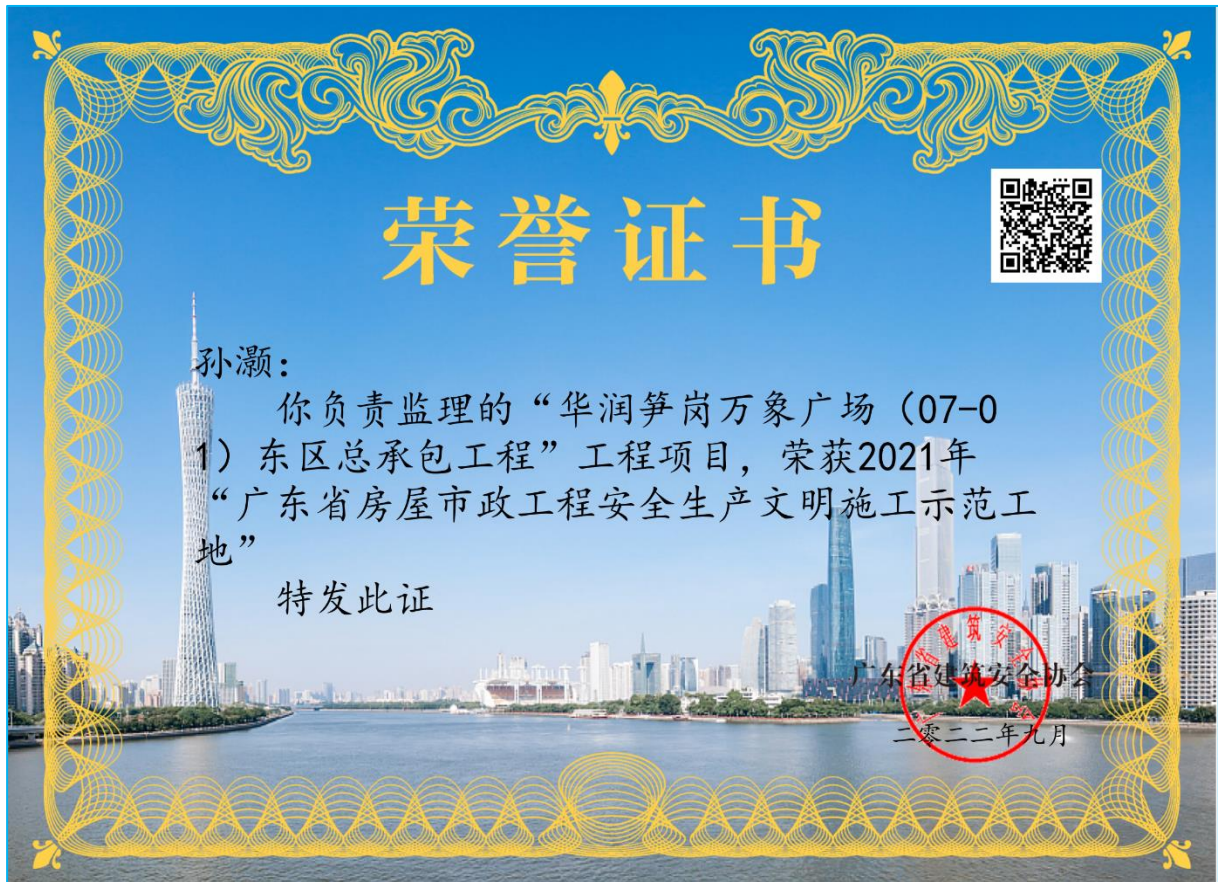 荣誉证书
孙灏：
你负责监理的“华润笋岗万象广场（07-0
1）东区总承包工程”工程项目，荣获2021年
“广东省房屋市政工程安全生产文明施工示范工
地”
特发此证
广东省建筑安全协会
二零二二年九月